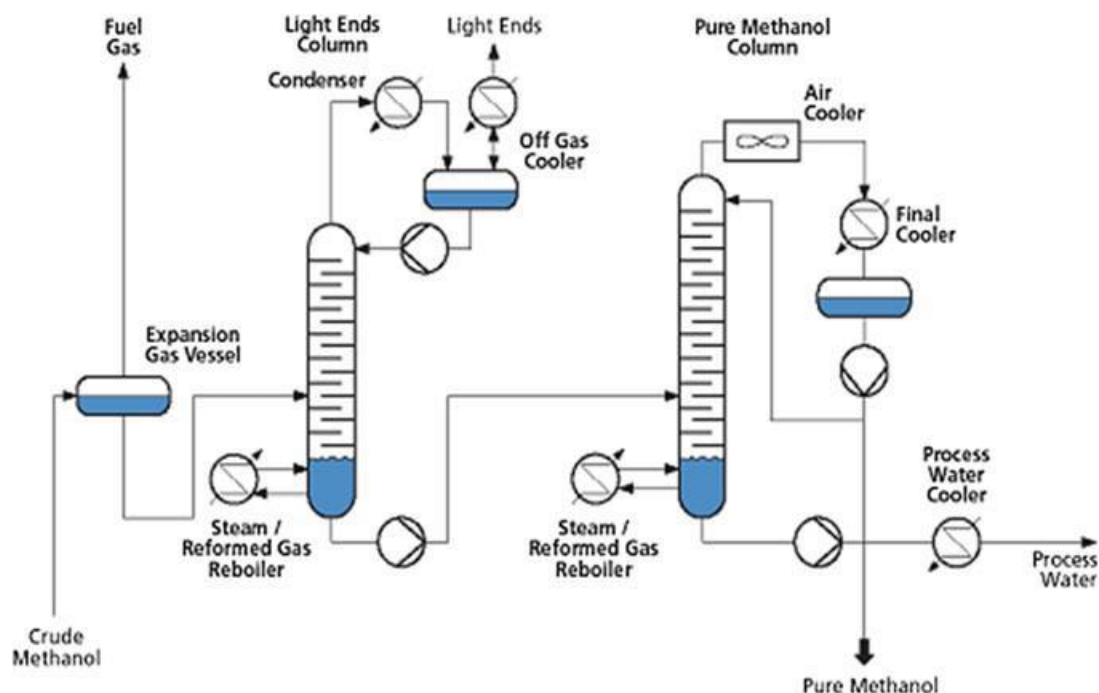 Fuel
Gas
Light Ends
Column
Light Ends
Pure Methanol
Column
Condenser
Air
Cooler
Off Gas
Cooler
Final
Cooler
Expansion
Gas Vessel
Process
Water
Cooler
Steam /
Reformed Gas
Reboiler
Steam /
Reformed Gas
Reboiler
Process
Water
Crude
Methanol
Pure Methanol